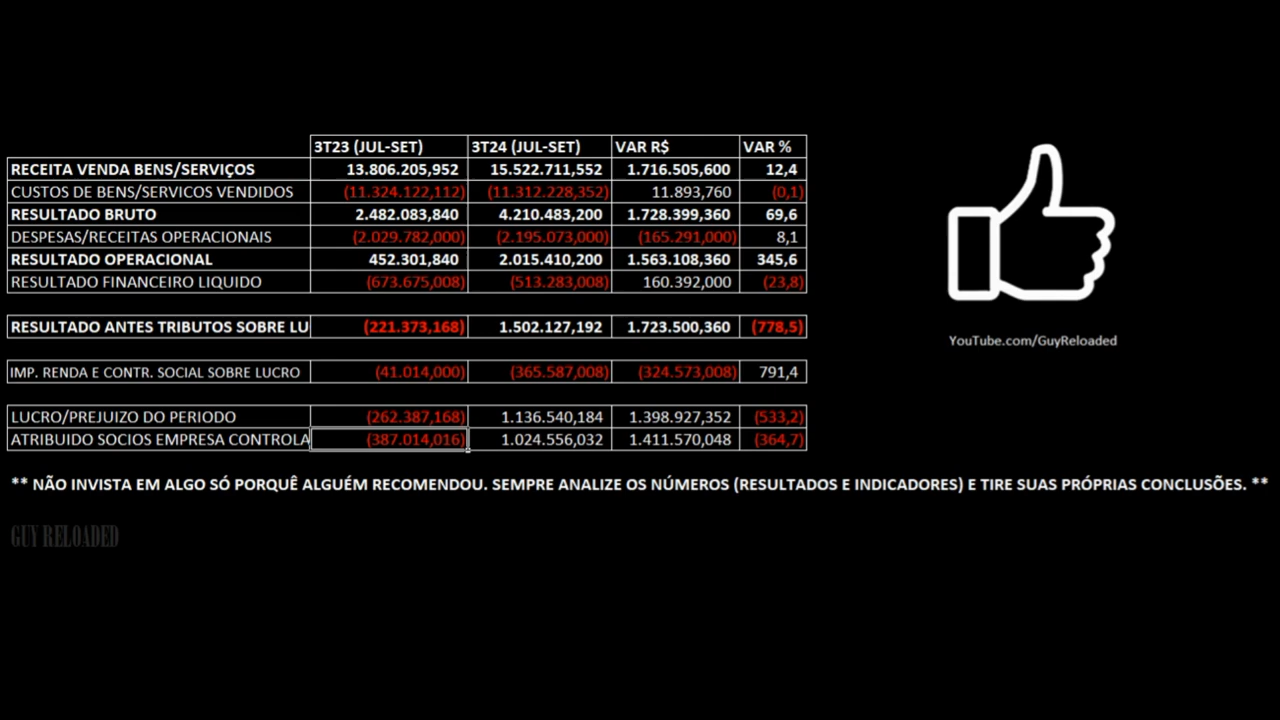 3T23 (JUL-SET) 3T24 (JUL-SET) VAR R$ VAR %
RECEITA VENDA BENS/SERVIÇOS 13.806.205,952 15.522.711,552 1.716.505,600 12,4
CUSTOS DE BENS/SERVICOS VENDIDOS (11.324.122,112) (11.312.228,352) 11.893,760 (0,1)
RESULTADO BRUTO 2.482.083,840 4.210.483,200 1.728.399,360 69,6
DESPESAS/RECEITAS OPERACIONAIS (2.029.782,000) (2.195.073,000) (165.291,000) 8,1
RESULTADO OPERACIONAL 452.301,840 2.015.410,200 1.563.108,360 345,6
RESULTADO FINANCEIRO LIQUIDO (673.675,008) (513.283,008) 160.392,000 (23,8)
RESULTADO ANTES TRIBUTOS SOBRE LU (221.373,168) 1.502.127,192 1.723.500,360 (778,5)
IMP. RENDA E CONTR. SOCIAL SOBRE LUCRO (41.014,000) (365.587,008) (324.573,008) 791,4
LUCRO/PREJUIZO DO PERIODO (262.387,168) 1.136.540,184 1.398.927,352 (533,2)
ATRIBUIDO SOCIOS EMPRESA CONTROLA (387.014,016) 1.024.556,032 1.411.570,048 (364,7)
YouTube.com/GuyReloaded
** NÃO INVISTA EM ALGO SÓ PORQUÊ ALGUÉM RECOMENDOU. SEMPRE ANALIZE OS NÚMEROS (RESULTADOS E INDICADORES) E TIRE SUAS PRÓPRIAS CONCLUSÕES. **
GUY RELOADED